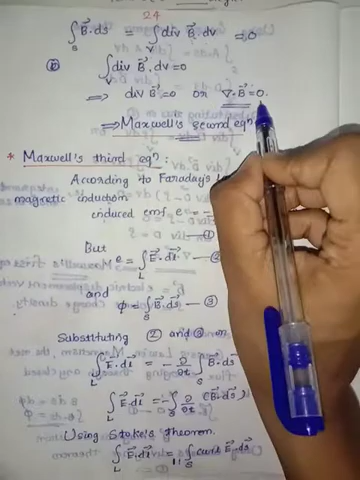 24
∫_S B⃗.ds = ∫_V div B⃗.dv =0
∫_V div B⃗.dv=0
⇒ div B⃗=0 or ∇.B⃗=0.
⇒Maxwell's second eqn
* Maxwell's third eqn:
According to Faraday's
magnetic induction
induced emf e = -
—①
But e=∫_L E⃗.dl —②
and φ=∫_S B⃗.ds —③
Substituting ② and ③ in
∫_L E⃗.dl = -∂/∂t ∫_S B⃗.ds
∫_L E⃗.dl =-∫_S ∂/∂t (B⃗.ds)
Using Stoke's Theorem.
∫_L E⃗.dl = ∫_S curl E⃗.ds